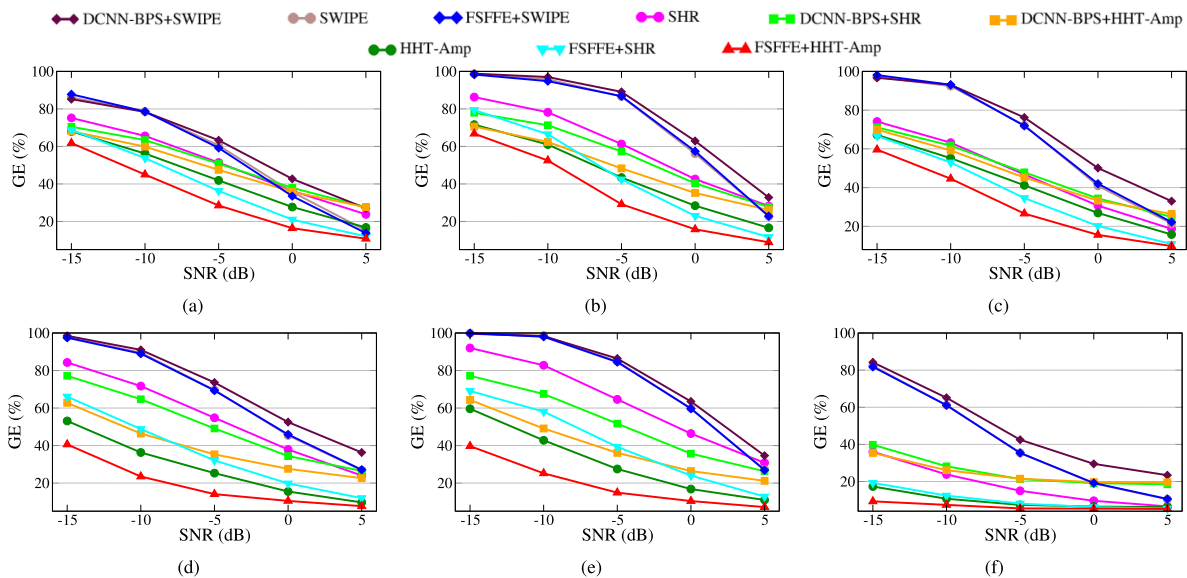 DCNN-BPS+SWIPE SWIPE FSFFE+SWIPE SHR DCNN-BPS+SHR DCNN-BPS+HHT-Amp
HHT-Amp FSFFE+SHR FSFFE+HHT-Amp
100
80
60
40
20
GE (%)
-15 -10 -5 0 5
SNR (dB)
(a)
100
80
60
40
20
GE (%)
-15 -10 -5 0 5
SNR (dB)
(b)
100
80
60
40
20
GE (%)
-15 -10 -5 0 5
SNR (dB)
(c)
100
80
60
40
20
GE (%)
-15 -10 -5 0 5
SNR (dB)
(d)
100
80
60
40
20
GE (%)
-15 -10 -5 0 5
SNR (dB)
(e)
100
80
60
40
20
GE (%)
-15 -10 -5 0 5
SNR (dB)
(f)